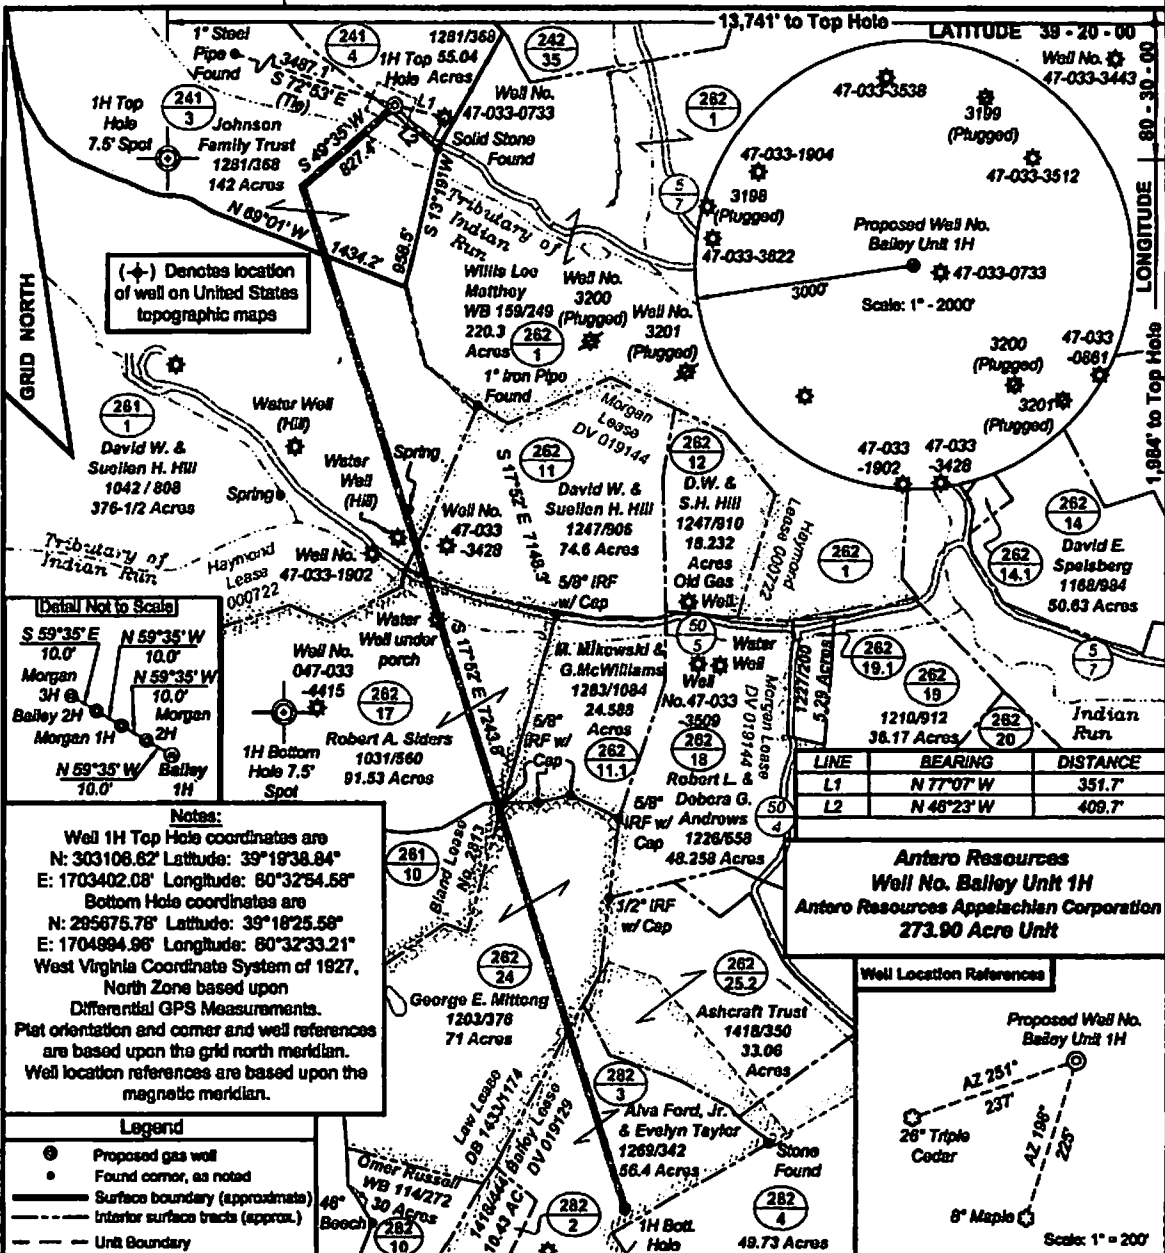 13,741' to Top Hole
LATITUDE 39 - 20 - 00
LONGITUDE 80 - 30 - 00
1,984' to Top Hole
GRID NORTH
1" Steel
Pipe
Found
3487.1'
S 72°53' E
(Tie)
241
4
1H Top
Hole
1281/368
55.04
Acres
242
35
1H Top
Hole
7.5' Spot
241
3
Johnson
Family Trust
1281/368
142 Acres
S 49°35' W
827.4'
L1
L2
Well No.
47-033-0733
Solid Stone
Found
N 69°01' W
1434.2'
958.5'
S 13°19'W
Tributary of
Indian
Run
262
1
5
7
(-¤-) Denotes location
of well on United States
topographic maps
Willis Lee
Matthey
WB 159/249
220.3
Acres
262
1
Well No.
3200
(Plugged)
Well No.
3201
(Plugged)
1" Iron Pipe
Found
Well No.
47-033-3443
47-033-3538
3199
(Plugged)
47-033-1904
47-033-3512
3198
(Plugged)
47-033-3822
Proposed Well No.
Bailey Unit 1H
47-033-0733
3000'
Scale: 1" - 2000'
3200
(Plugged)
47-033
-0861
3201
(Plugged)
47-033
-1902
47-033
-3428
261
1
David W. &
Suellen H. Hill
1042 / 808
376-1/2 Acres
Water Well
(Hill)
Water
Well
(Hill)
Spring
Spring
Well No.
47-033
-3428
Well No.
47-033-1902
Tributary of
Indian Run
Haymond
Lease
000722
Morgan
Lease
DV 019144
262
11
David W. &
Suellen H. Hill
1247/906
74.6 Acres
S 17°52' E 7148.3'
5/8" IRF
w/ Cap
262
12
D.W. &
S.H. Hill
1247/910
18.232
Acres
Old Gas
Well
Haymond
Lease 000722
262
1
262
14
David E.
Spelsberg
1168/984
50.63 Acres
262
14.1
Detail Not to Scale
S 59°35' E
10.0'
N 59°35' W
10.0'
N 59°35' W
10.0'
Morgan
3H
Bailey 2H
Morgan 1H
Morgan
2H
N 59°35' W
10.0'
Bailey
1H
Well No.
047-033
-4415
1H Bottom
Hole 7.5'
Spot
Water
Well under
porch
262
17
Robert A. Siders
1031/560
91.53 Acres
S 17°52' E 7243.8'
5/8"
IRF w/
Cap
M. Mikowski &
G.McWilliams
1283/1084
24.588
Acres
262
11.1
50
5
Water
Well
Well
No.47-033
-3509
262
18
Morgan Lease
DV 019144
Robert L. &
Debora G.
Andrews
1226/658
48.258 Acres
5/8"
IRF w/
Cap
50
4
1227/200
5.29 Acres
262
19.1
262
19
1210/912
36.17 Acres
262
20
5
7
Indian
Run
LINE BEARING DISTANCE
L1 N 77°07' W 351.7'
L2 N 46°23' W 409.7'
Antero Resources
Well No. Bailey Unit 1H
Antero Resources Appalachian Corporation
273.90 Acre Unit
Notes:
Well 1H Top Hole coordinates are
N: 303106.62' Latitude: 39°19'38.84"
E: 1703402.08' Longitude: 80°32'54.58"
Bottom Hole coordinates are
N: 295675.78' Latitude: 39°18'25.58"
E: 1704994.96' Longitude: 80°32'33.21"
West Virginia Coordinate System of 1927,
North Zone based upon
Differential GPS Measurements.
Plat orientation and corner and well references
are based upon the grid north meridian.
Well location references are based upon the
magnetic meridian.
261
10
Bland Lease
No. 2813
262
24
George E. Mittong
1203/376
71 Acres
1/2" IRF
w/ Cap
262
25.2
Ashcraft Trust
1418/350
33.06
Acres
Well Location References
Proposed Well No.
Bailey Unit 1H
AZ 251°
237'
26" Triple
Cedar
AZ 198°
225'
8" Maple
Scale: 1" = 200'
Legend
Proposed gas well
Found corner, as noted
Surface boundary (approximate)
Interior surface tracts (approx.)
Unit Boundary
Law Lease
DB 1433/1174
Bailey Lease
DV 019129
282
3
Alva Ford, Jr.
& Evelyn Taylor
1269/342
56.4 Acres
Stone
Found
Omer Russell
WB 114/272
30 Acres
46"
Beech
282
10
1418/444
10.43 AC.
282
2
1H Bott.
Hole
282
4
49.73 Acres